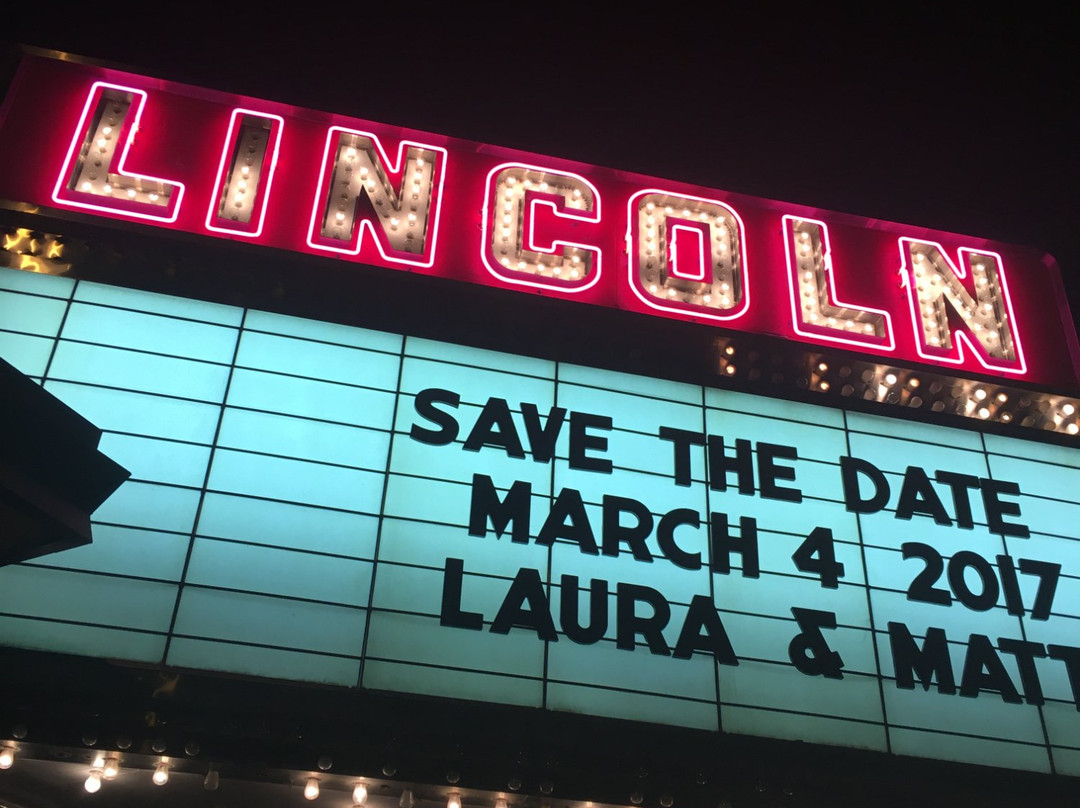 LINCOLN
SAVE THE DATE
MARCH 4 2017
LAURA & MATT